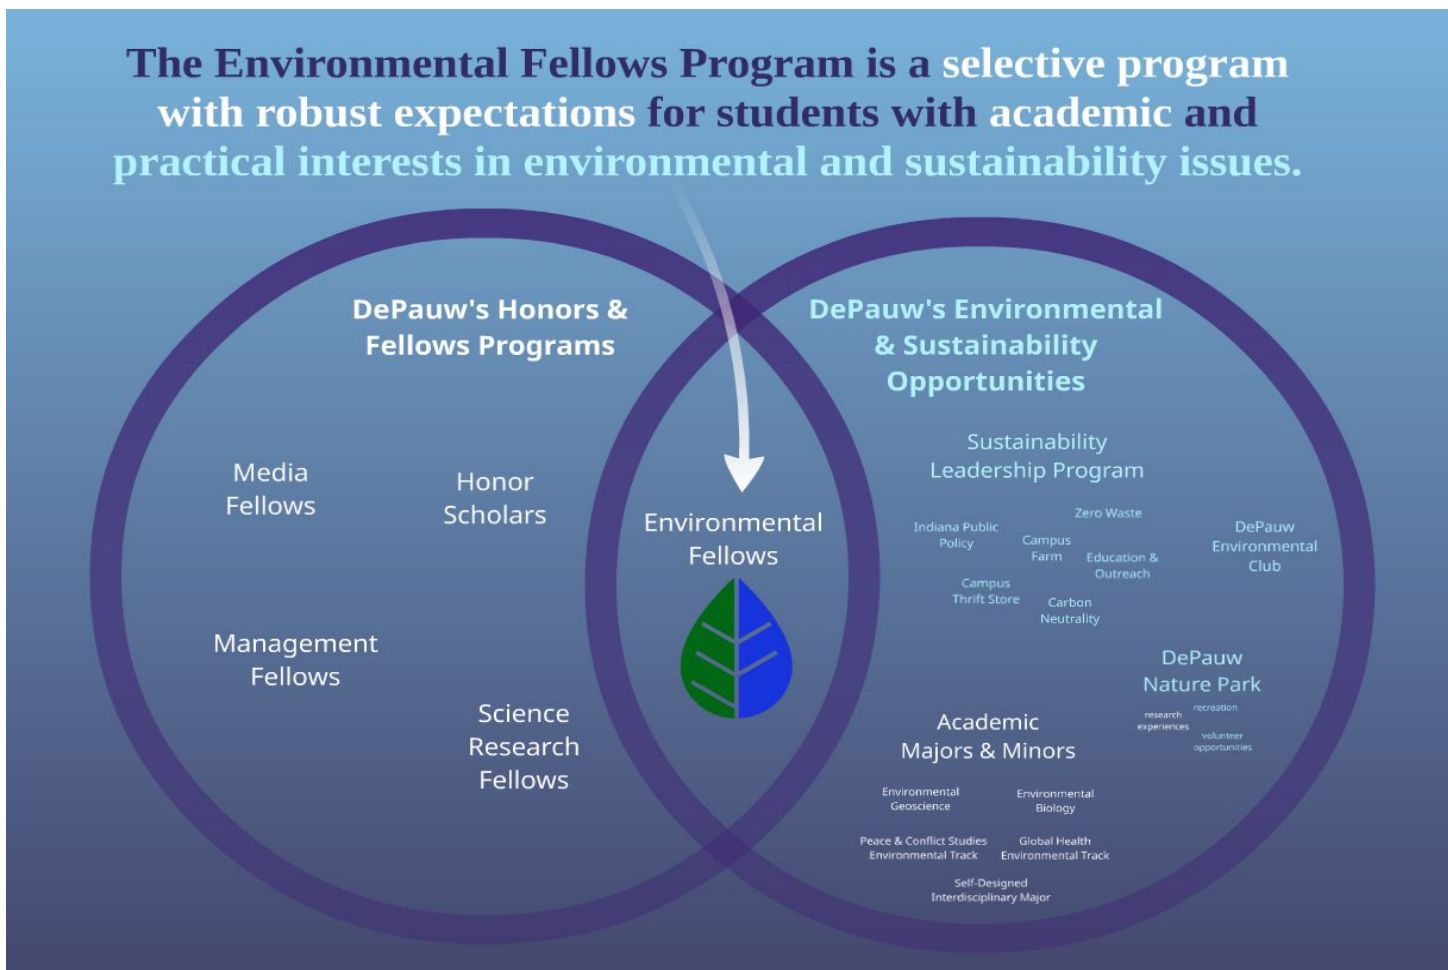 The Environmental Fellows Program is a selective program
with robust expectations for students with academic and
practical interests in environmental and sustainability issues.
DePauw's Honors &
Fellows Programs
Media
Fellows
Honor
Scholars
Management
Fellows
Science
Research
Fellows
Environmental
Fellows
DePauw's Environmental
& Sustainability
Opportunities
Sustainability
Leadership Program
Zero Waste
Indiana Public
Policy
Campus
Farm
Education &
Outreach
Campus
Thrift Store
Carbon
Neutrality
DePauw
Environmental
Club
DePauw
Nature Park
recreation
research
experiences
volunteer
opportunities
Academic
Majors & Minors
Environmental
Geoscience
Environmental
Biology
Peace & Conflict Studies
Environmental Track
Global Health
Environmental Track
Self-Designed
Interdisciplinary Major